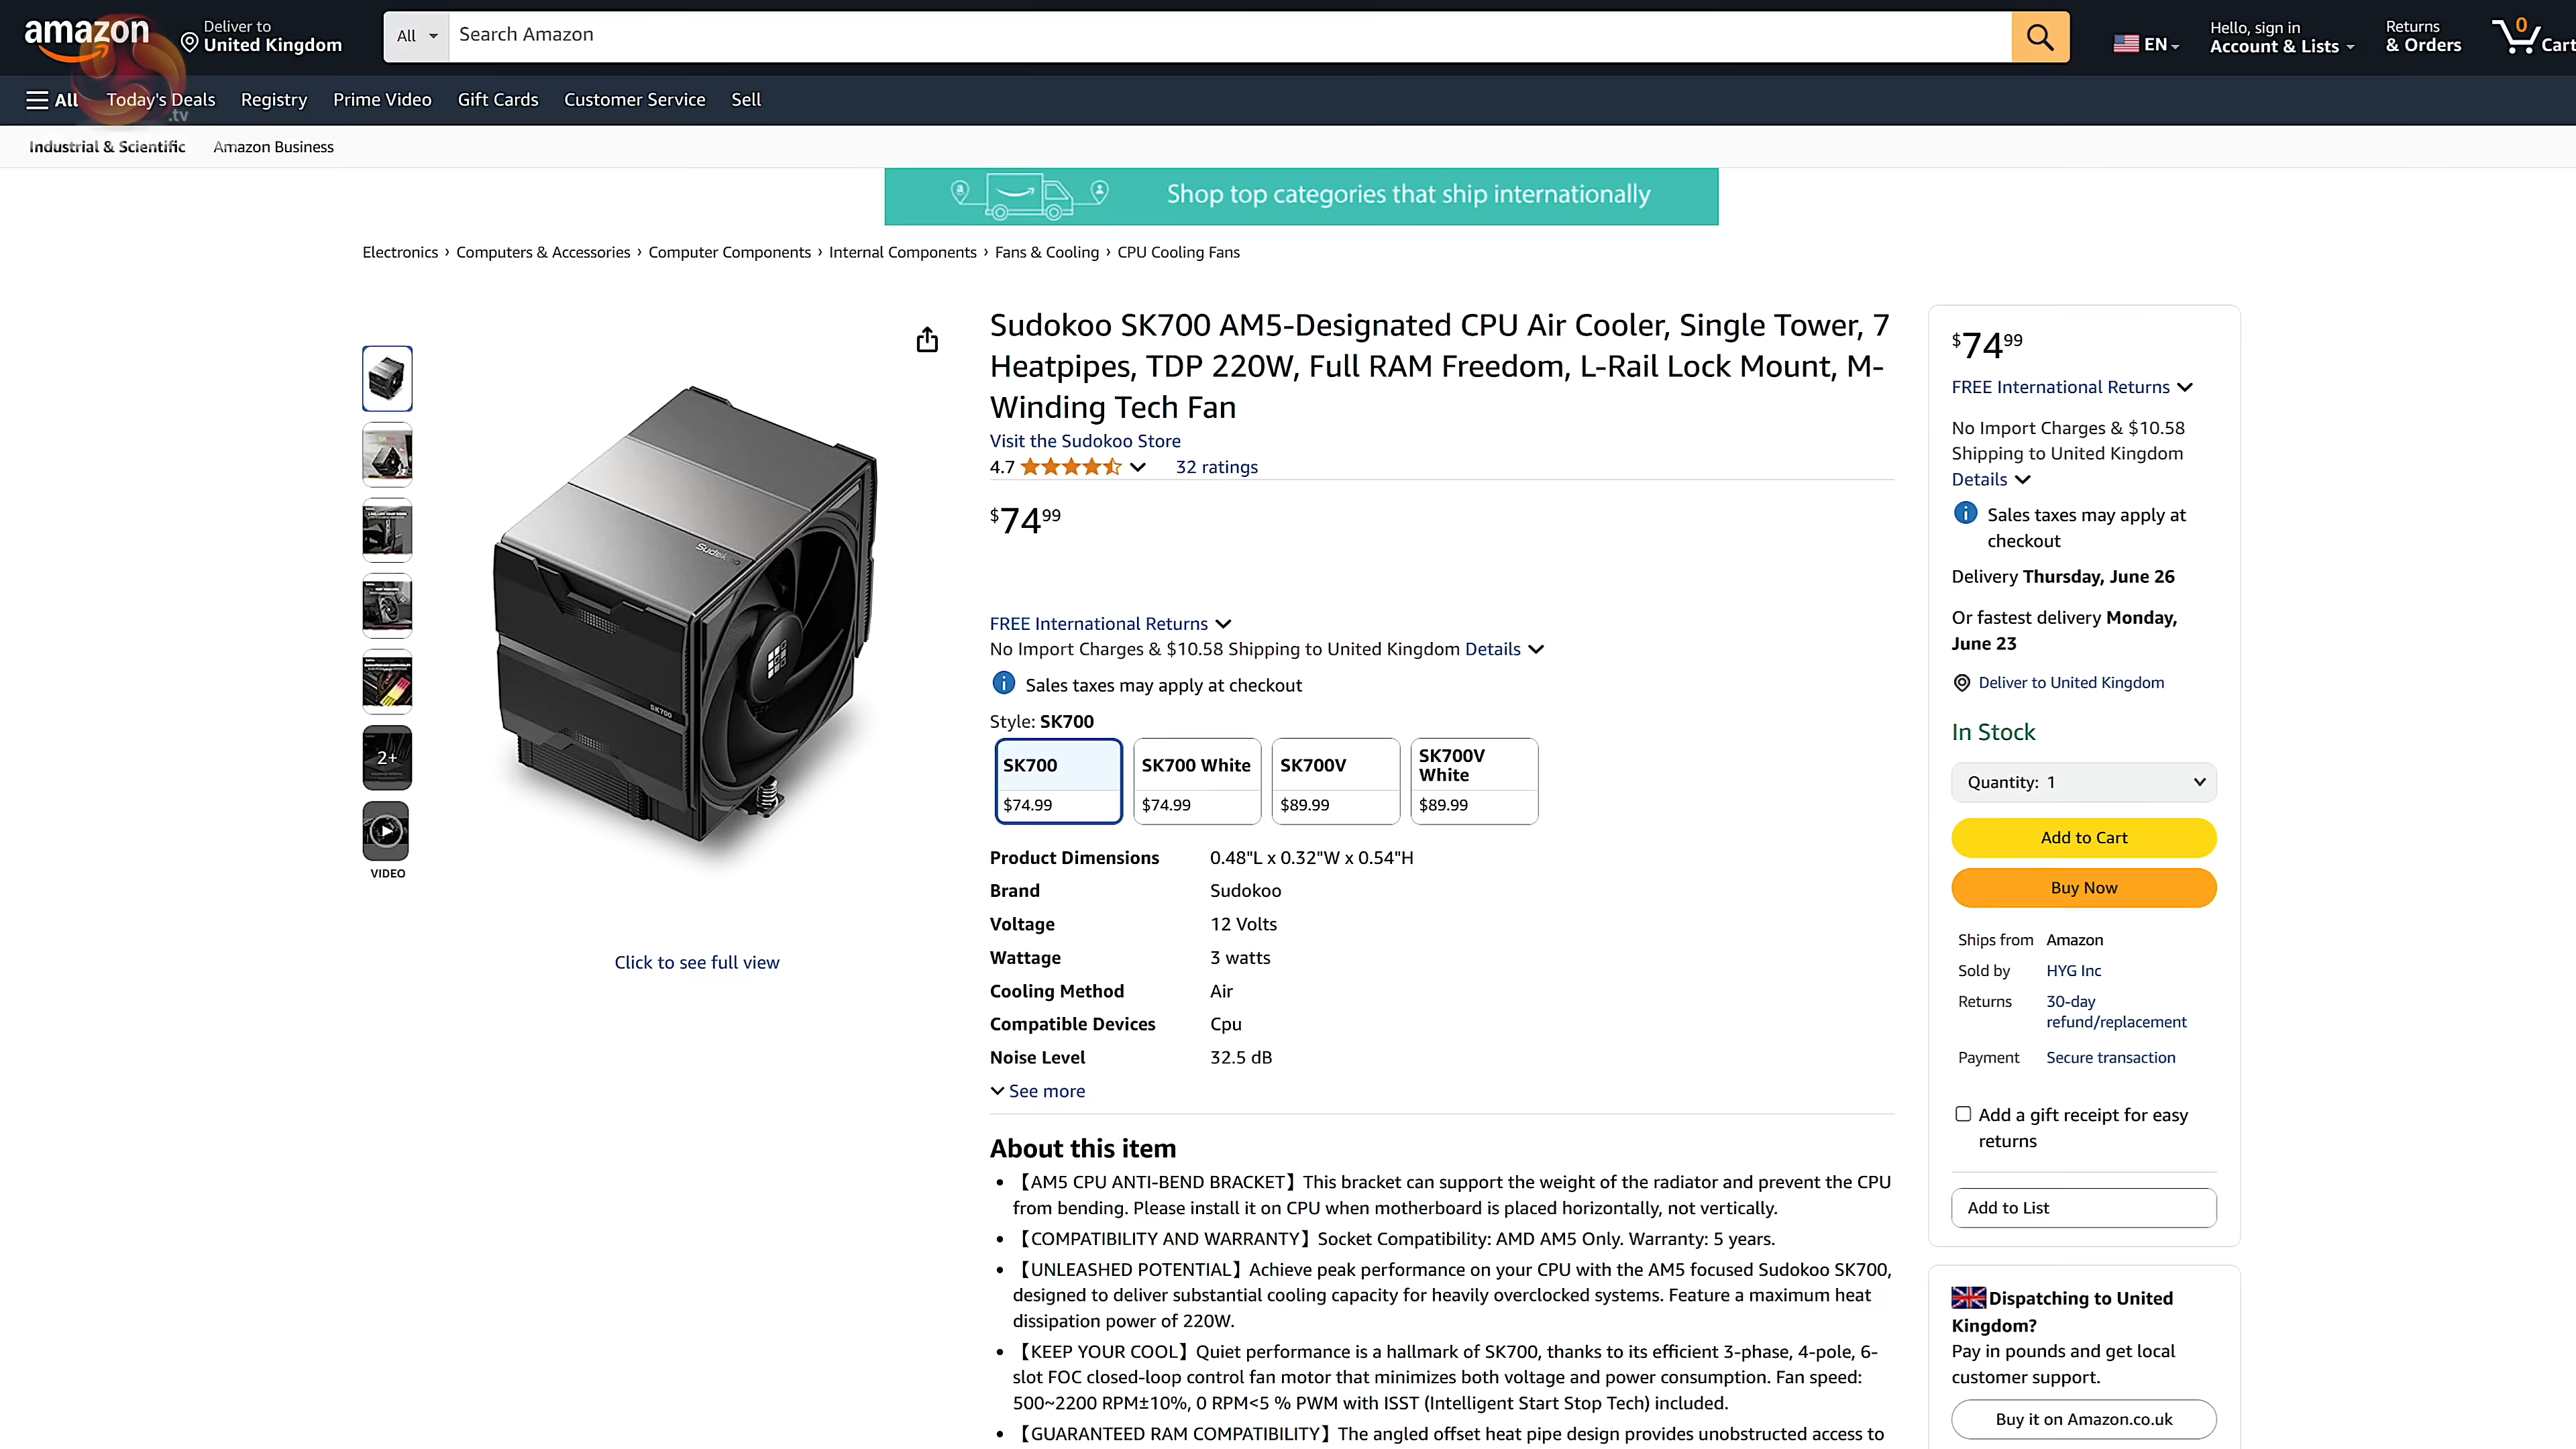 amazon
Deliver to
United Kingdom
All
Search Amazon
EN
Hello, sign in
Account & Lists
Returns
& Orders
0
Cart
All
Today's Deals
Registry
Prime Video
Gift Cards
Customer Service
Sell
.tv
Industrial & Scientific
Amazon Business
Shop top categories that ship internationally
Electronics › Computers & Accessories › Computer Components › Internal Components › Fans & Cooling › CPU Cooling Fans
2+
VIDEO
Sudokoo
SK700
Click to see full view
Sudokoo SK700 AM5-Designated CPU Air Cooler, Single Tower, 7
Heatpipes, TDP 220W, Full RAM Freedom, L-Rail Lock Mount, M-
Winding Tech Fan
Visit the Sudokoo Store
4.7
32 ratings
$74.99
FREE International Returns
No Import Charges & $10.58 Shipping to United Kingdom Details
Sales taxes may apply at checkout
Style: SK700
SK700
$74.99
SK700 White
$74.99
SK700V
$89.99
SK700V
White
$89.99
Product Dimensions 0.48"L x 0.32"W x 0.54"H
Brand Sudokoo
Voltage 12 Volts
Wattage 3 watts
Cooling Method Air
Compatible Devices Cpu
Noise Level 32.5 dB
See more
About this item
• 【AM5 CPU ANTI-BEND BRACKET】This bracket can support the weight of the radiator and prevent the CPU
from bending. Please install it on CPU when motherboard is placed horizontally, not vertically.
• 【COMPATIBILITY AND WARRANTY】Socket Compatibility: AMD AM5 Only. Warranty: 5 years.
• 【UNLEASHED POTENTIAL】Achieve peak performance on your CPU with the AM5 focused Sudokoo SK700,
designed to deliver substantial cooling capacity for heavily overclocked systems. Feature a maximum heat
dissipation power of 220W.
• 【KEEP YOUR COOL】Quiet performance is a hallmark of SK700, thanks to its efficient 3-phase, 4-pole, 6-
slot FOC closed-loop control fan motor that minimizes both voltage and power consumption. Fan speed:
500~2200 RPM±10%, 0 RPM<5 % PWM with ISST (Intelligent Start Stop Tech) included.
• 【GUARANTEED RAM COMPATIBILITY】The angled offset heat pipe design provides unobstructed access to
$74.99
FREE International Returns
No Import Charges & $10.58
Shipping to United Kingdom
Details
Sales taxes may apply at
checkout
Delivery Thursday, June 26
Or fastest delivery Monday,
June 23
Deliver to United Kingdom
In Stock
Quantity: 1
Add to Cart
Buy Now
Ships from Amazon
Sold by HYG Inc
Returns 30-day
refund/replacement
Payment Secure transaction
Add a gift receipt for easy
returns
Add to List
Dispatching to United
Kingdom?
Pay in pounds and get local
customer support.
Buy it on Amazon.co.uk